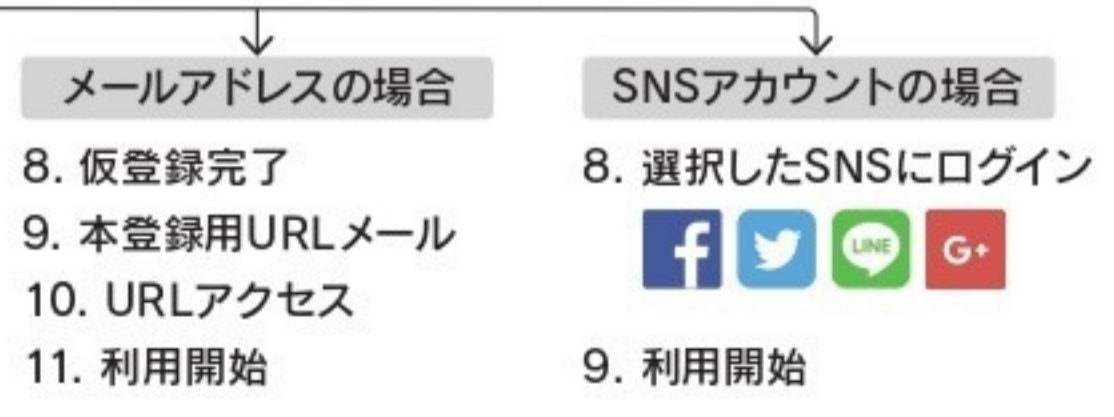 メールアドレスの場合
8. 仮登録完了
9. 本登録用URLメール
10. URLアクセス
11. 利用開始
SNSアカウントの場合
8. 選択したSNSにログイン
f
LINE
G+
9. 利用開始